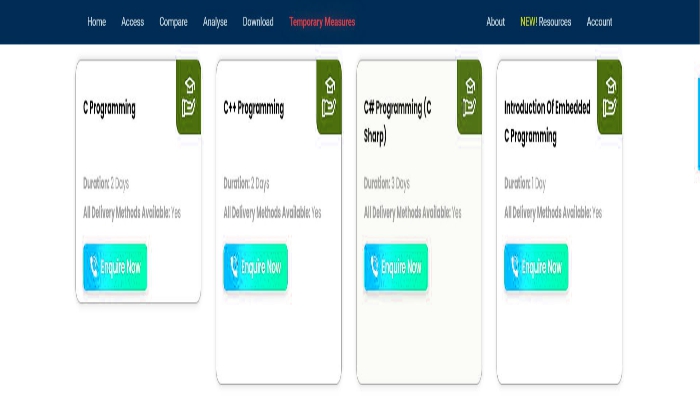 Home Access Compare Analyse Download Temporary Measures About NEW! Resources Account
C Programming
Duration: 2 Days
All Delivery Methods Available: Yes
Enquire Now
C++ Programming
Duration: 2 Days
All Delivery Methods Available: Yes
Enquire Now
C# Programming (C
Sharp)
Duration: 3 Days
All Delivery Methods Available: Yes
Enquire Now
Introduction Of Embedded
C Programming
Duration: 1 Day
All Delivery Methods Available: Yes
Enquire Now